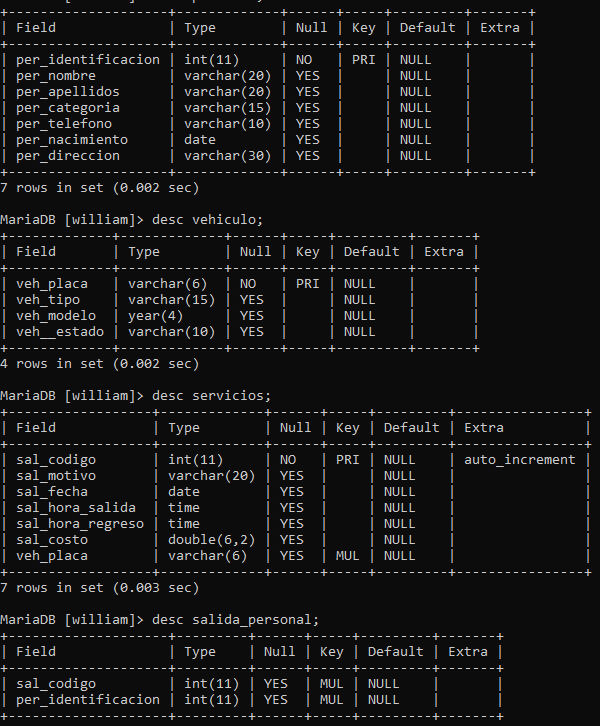 +--------------------+-------------+------+-----+---------+-------+
| Field              | Type        | Null | Key | Default | Extra |
+--------------------+-------------+------+-----+---------+-------+
| per_identificacion | int(11)     | NO   | PRI | NULL    |       |
| per_nombre         | varchar(20) | YES  |     | NULL    |       |
| per_apellidos      | varchar(20) | YES  |     | NULL    |       |
| per_categoria      | varchar(15) | YES  |     | NULL    |       |
| per_telefono       | varchar(10) | YES  |     | NULL    |       |
| per_nacimiento     | date        | YES  |     | NULL    |       |
| per_direccion      | varchar(30) | YES  |     | NULL    |       |
+--------------------+-------------+------+-----+---------+-------+
7 rows in set (0.002 sec)

MariaDB [william]> desc vehiculo;
+-------------+-------------+------+-----+---------+-------+
| Field       | Type        | Null | Key | Default | Extra |
+-------------+-------------+------+-----+---------+-------+
| veh_placa   | varchar(6)  | NO   | PRI | NULL    |       |
| veh_tipo    | varchar(15) | YES  |     | NULL    |       |
| veh_modelo  | year(4)     | YES  |     | NULL    |       |
| veh__estado | varchar(10) | YES  |     | NULL    |       |
+-------------+-------------+------+-----+---------+-------+
4 rows in set (0.002 sec)

MariaDB [william]> desc servicios;
+------------------+-------------+------+-----+---------+----------------+
| Field            | Type        | Null | Key | Default | Extra          |
+------------------+-------------+------+-----+---------+----------------+
| sal_codigo       | int(11)     | NO   | PRI | NULL    | auto_increment |
| sal_motivo       | varchar(20) | YES  |     | NULL    |                |
| sal_fecha        | date        | YES  |     | NULL    |                |
| sal_hora_salida  | time        | YES  |     | NULL    |                |
| sal_hora_regreso | time        | YES  |     | NULL    |                |
| sal_costo        | double(6,2) | YES  |     | NULL    |                |
| veh_placa        | varchar(6)  | YES  | MUL | NULL    |                |
+------------------+-------------+------+-----+---------+----------------+
7 rows in set (0.003 sec)

MariaDB [william]> desc salida_personal;
+--------------------+---------+------+-----+---------+-------+
| Field              | Type    | Null | Key | Default | Extra |
+--------------------+---------+------+-----+---------+-------+
| sal_codigo         | int(11) | YES  | MUL | NULL    |       |
| per_identificacion | int(11) | YES  | MUL | NULL    |       |
+--------------------+---------+------+-----+---------+-------+